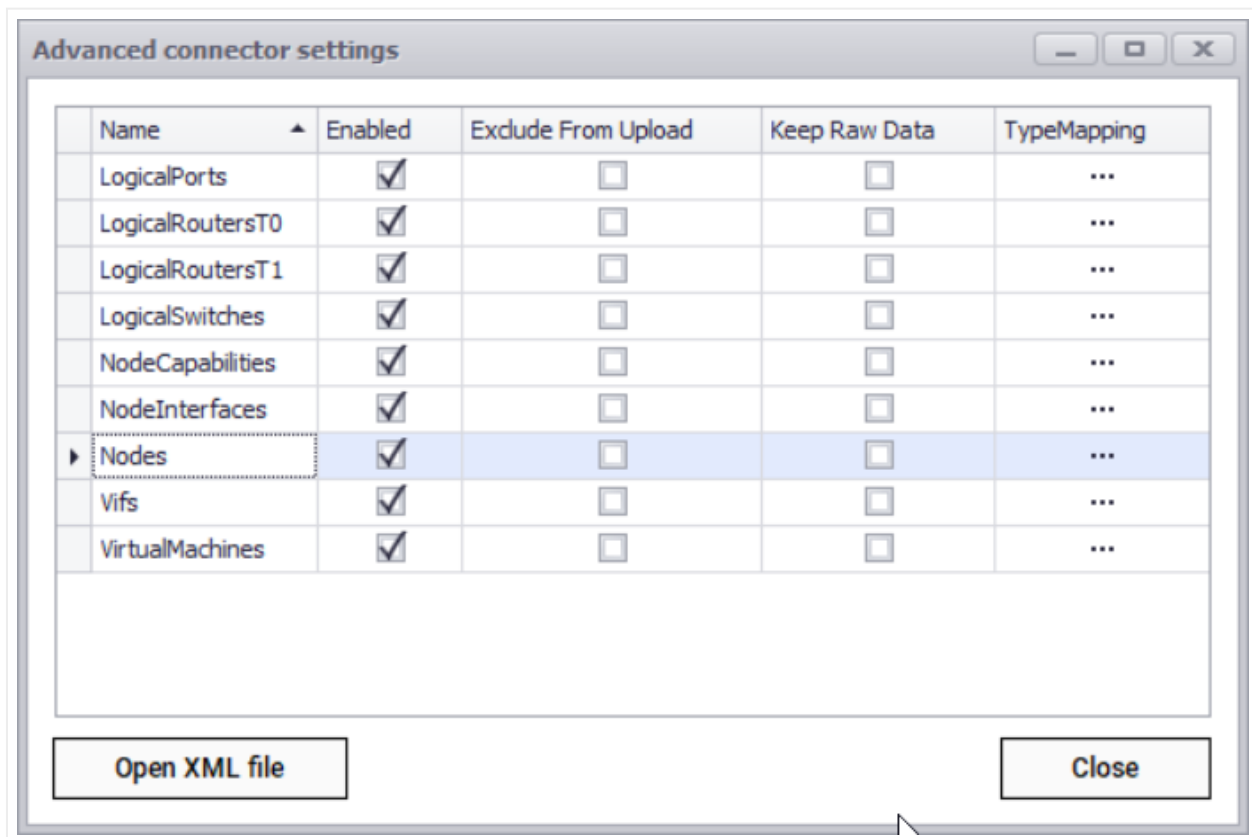 Advanced connector settings
Name Enabled Exclude From Upload Keep Raw Data TypeMapping
LogicalPorts ...
LogicalRoutersT0 ...
LogicalRoutersT1 ...
LogicalSwitches ...
NodeCapabilities ...
NodeInterfaces ...
Nodes ...
Vifs ...
VirtualMachines ...
Open XML file Close